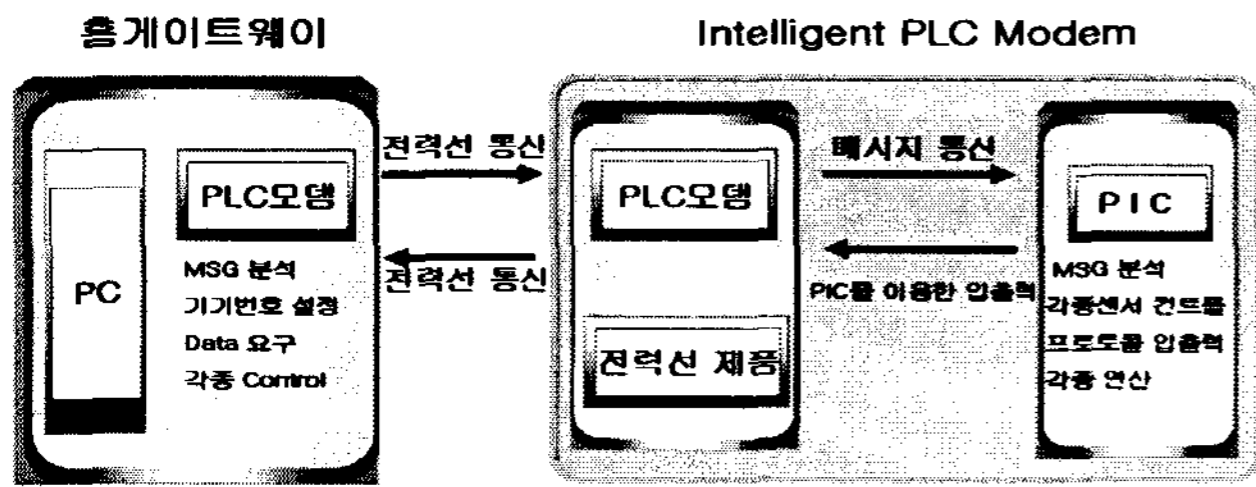 홈게이트웨이
Intelligent PLC Modem
PC
PLC모뎀
MSG 분석
기기번호 설정
Data 요구
각종 Control
전력선 통신
전력선 통신
PLC모뎀
전력선 제품
메시지 통신
PIC를 이용한 입출력
PIC
MSG 분석
각종센서 컨트롤
프로토콜 입출력
각종 연산